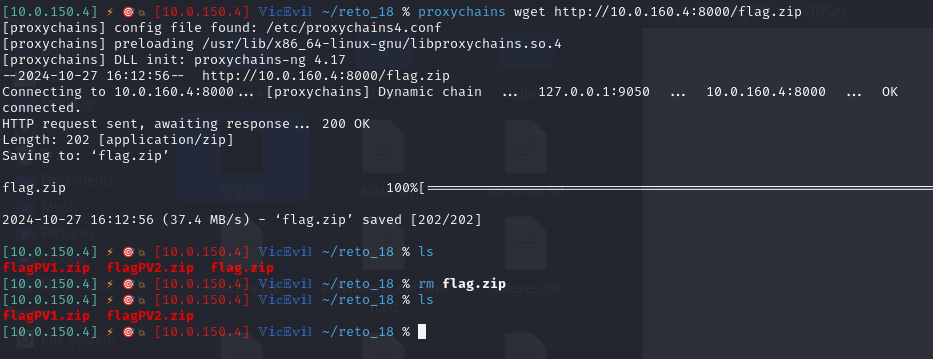 [10.0.150.4] ⚡ 🎯💥 [10.0.150.4] VicEvil ~/reto_18 % proxychains wget http://10.0.160.4:8000/flag.zip
[proxychains] config file found: /etc/proxychains4.conf
[proxychains] preloading /usr/lib/x86_64-linux-gnu/libproxychains.so.4
[proxychains] DLL init: proxychains-ng 4.17
--2024-10-27 16:12:56--  http://10.0.160.4:8000/flag.zip
Connecting to 10.0.160.4:8000... [proxychains] Dynamic chain  ...  127.0.0.1:9050  ...  10.0.160.4:8000  ...  OK
connected.
HTTP request sent, awaiting response... 200 OK
Length: 202 [application/zip]
Saving to: ‘flag.zip’
flag.zip 100%[==================================================
2024-10-27 16:12:56 (37.4 MB/s) - ‘flag.zip’ saved [202/202]
[10.0.150.4] ⚡ 🎯💥 [10.0.150.4] VicEvil ~/reto_18 % ls
flagPV1.zip  flagPV2.zip  flag.zip
[10.0.150.4] ⚡ 🎯💥 [10.0.150.4] VicEvil ~/reto_18 % rm flag.zip
[10.0.150.4] ⚡ 🎯💥 [10.0.150.4] VicEvil ~/reto_18 % ls
flagPV1.zip  flagPV2.zip
[10.0.150.4] ⚡ 🎯💥 [10.0.150.4] VicEvil ~/reto_18 %